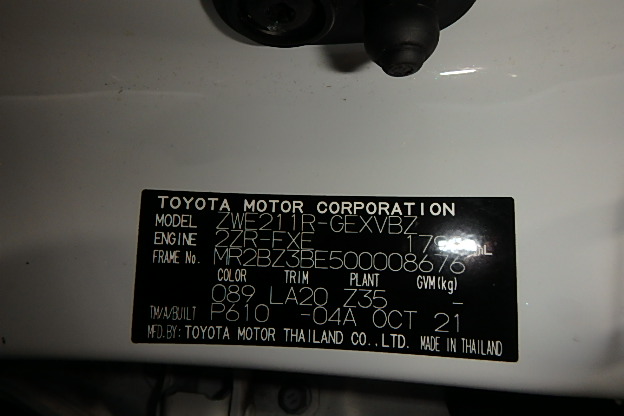 TOYOTA MOTOR CORPORATION
MODEL ZWE211R-GEXVBZ
ENGINE 2ZR-FXE mL
FRAME No. MR2BZ3BE500008676
COLOR TRIM PLANT GVM(kg)
089 LA20 Z35 -
TM/A/BUILT P610 -04A OCT 21
MFD.BY: TOYOTA MOTOR THAILAND CO.,LTD. MADE IN THAILAND